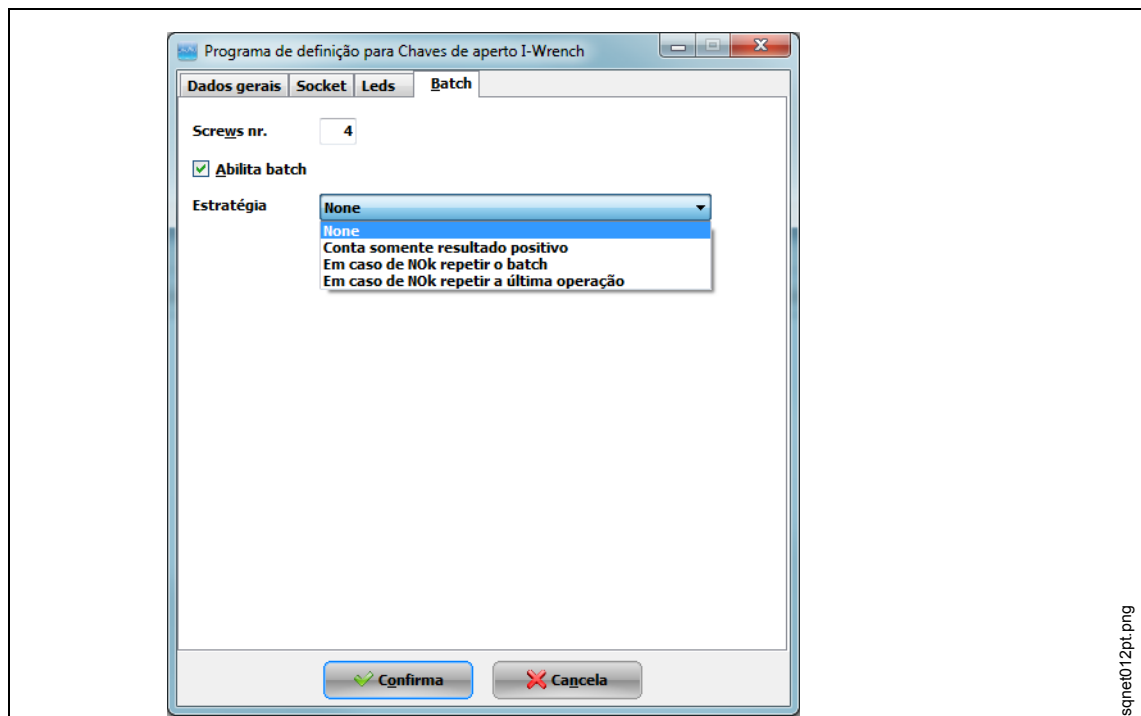 Programa de definição para Chaves de aperto I-Wrench
Dados gerais Socket Leds Batch
Screws nr. 4
Abilita batch
Estratégia None
None
Conta somente resultado positivo
Em caso de NOk repetir o batch
Em caso de NOk repetir a última operação
Confirma Cancela
sqnet012pt.png